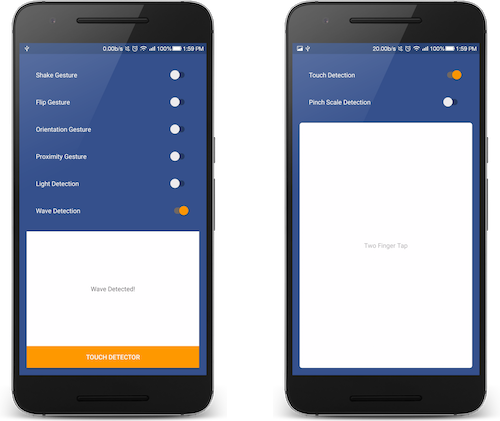 0.00b/s 100% 1:59 PM
Shake Gesture
Flip Gesture
Orientation Gesture
Proximity Gesture
Light Detection
Wave Detection
Wave Detected!
TOUCH DETECTOR
20.00b/s 100% 1:59 PM
Touch Detection
Pinch Scale Detection
Two Finger Tap